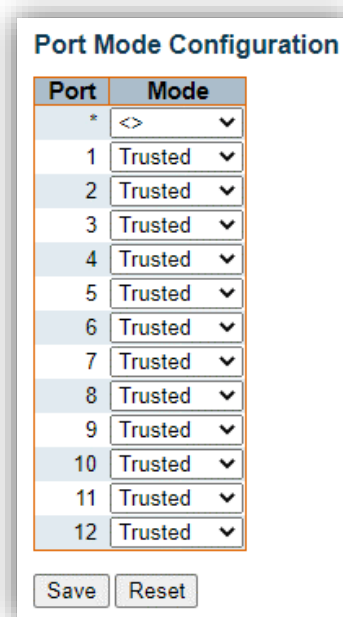 Port Mode Configuration
Port Mode
* <>
1 Trusted
2 Trusted
3 Trusted
4 Trusted
5 Trusted
6 Trusted
7 Trusted
8 Trusted
9 Trusted
10 Trusted
11 Trusted
12 Trusted
Save Reset